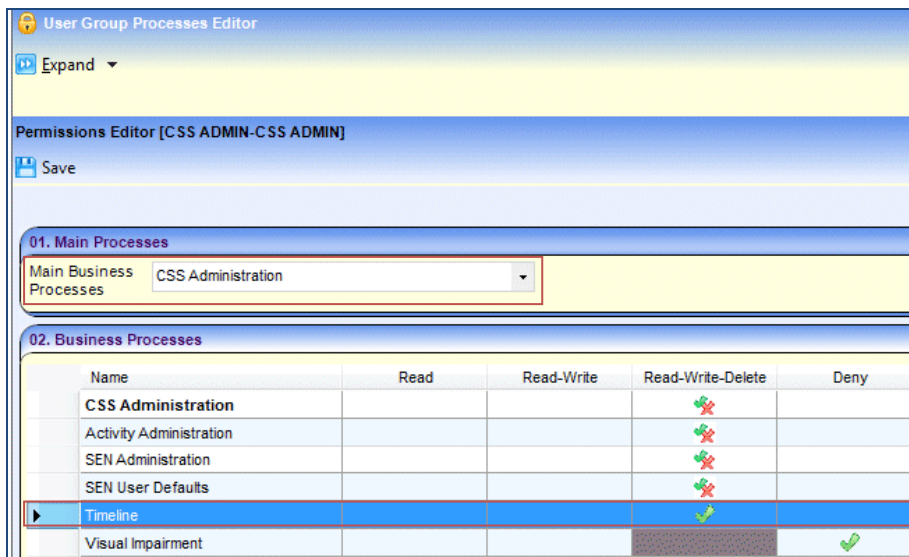 User Group Processes Editor
Expand
Permissions Editor [CSS ADMIN-CSS ADMIN]
Save
01. Main Processes
Main Business Processes CSS Administration
02. Business Processes
Name Read Read-Write Read-Write-Delete Deny
CSS Administration
Activity Administration
SEN Administration
SEN User Defaults
Timeline
Visual Impairment